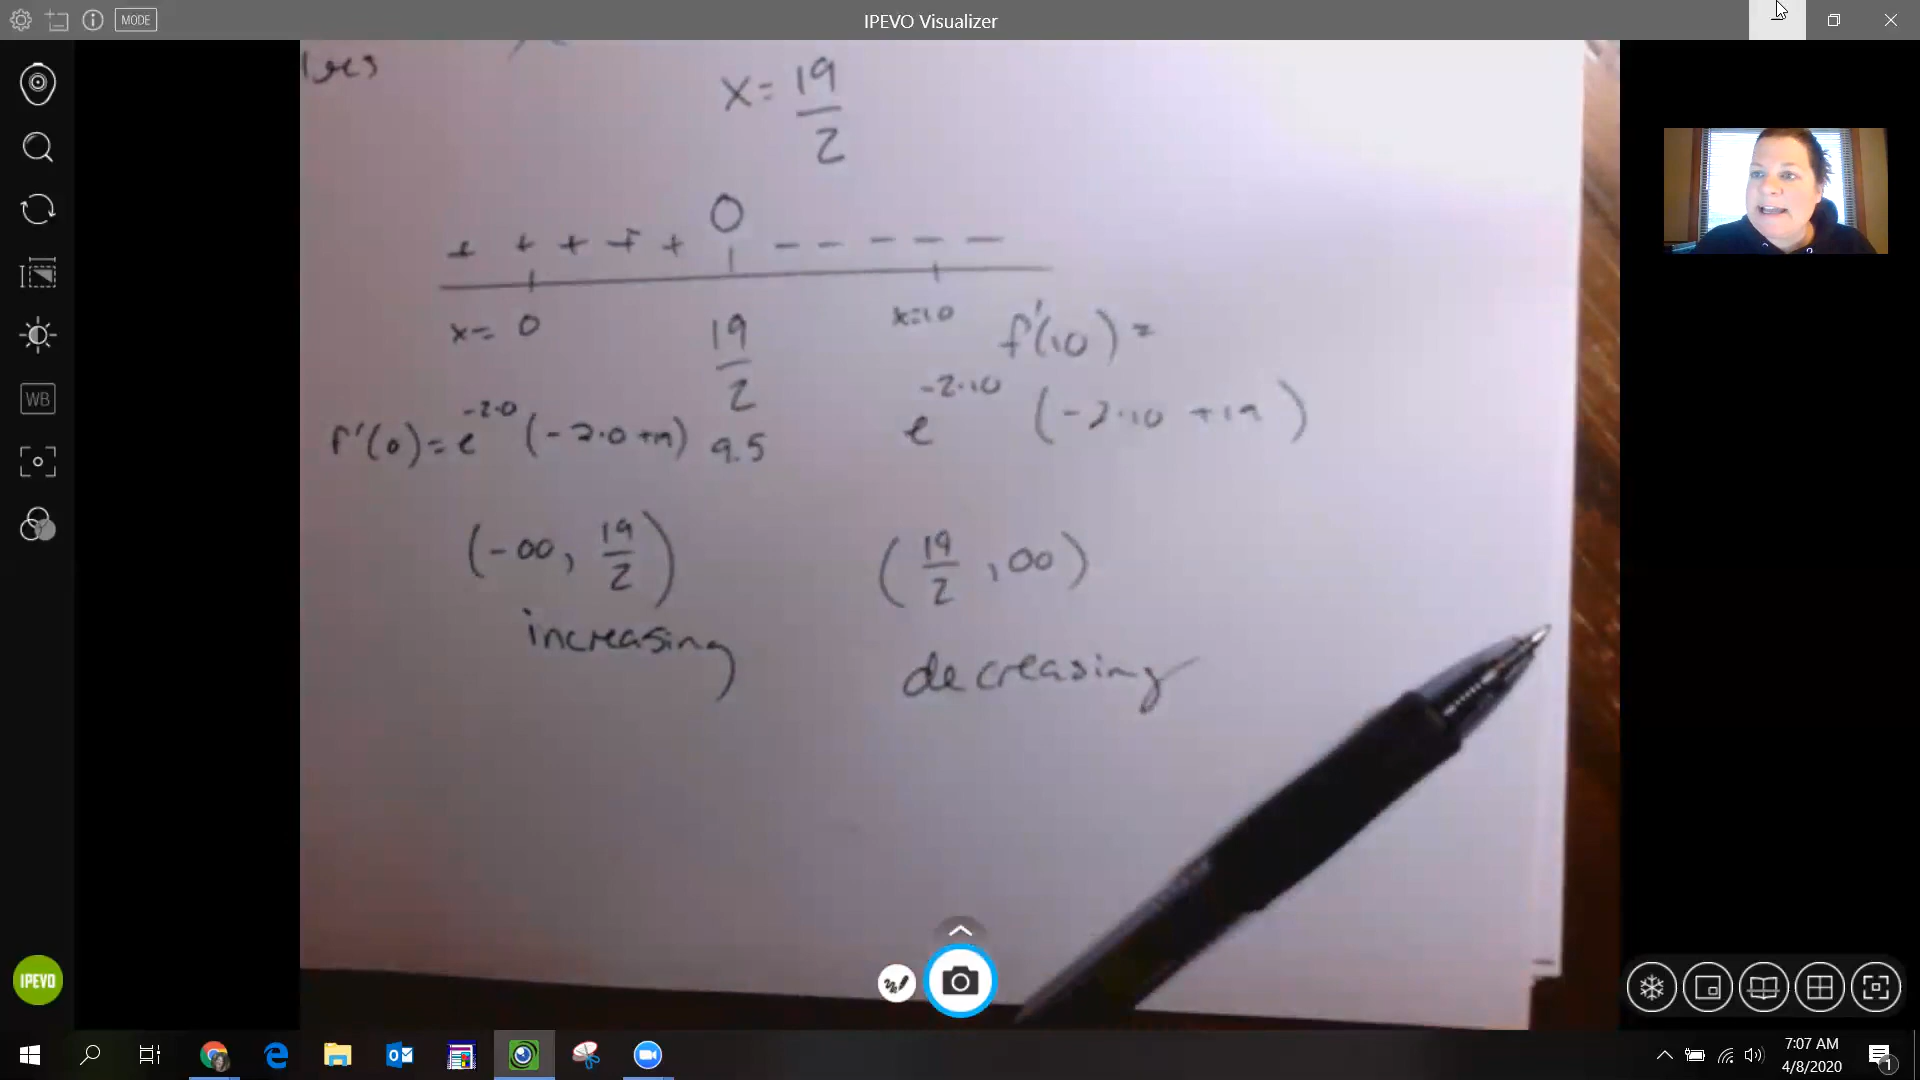 MODE
IPEVO Visualizer
x = 19/2
0
+ + + + + + - - - - -
x = 0
19/2
x=10
f'(10) =
e^-2·10 (-2·10 + 19)
f'(0) = e^-2·0 (-2·0 + 19)
9.5
(-∞, 19/2)
(19/2, ∞)
increasing
decreasing
WB
IPEVO
7:07 AM
4/8/2020
1